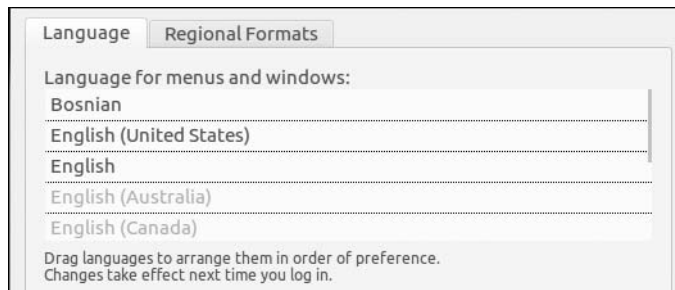 Language
Regional Formats
Language for menus and windows:
Bosnian
English (United States)
English
English (Australia)
English (Canada)
Drag languages to arrange them in order of preference.
Changes take effect next time you log in.